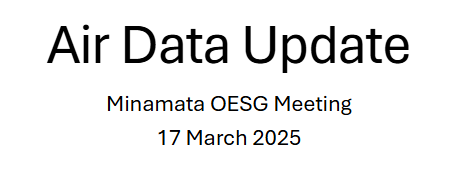 Air Data Update
Minamata OESG Meeting
17 March 2025